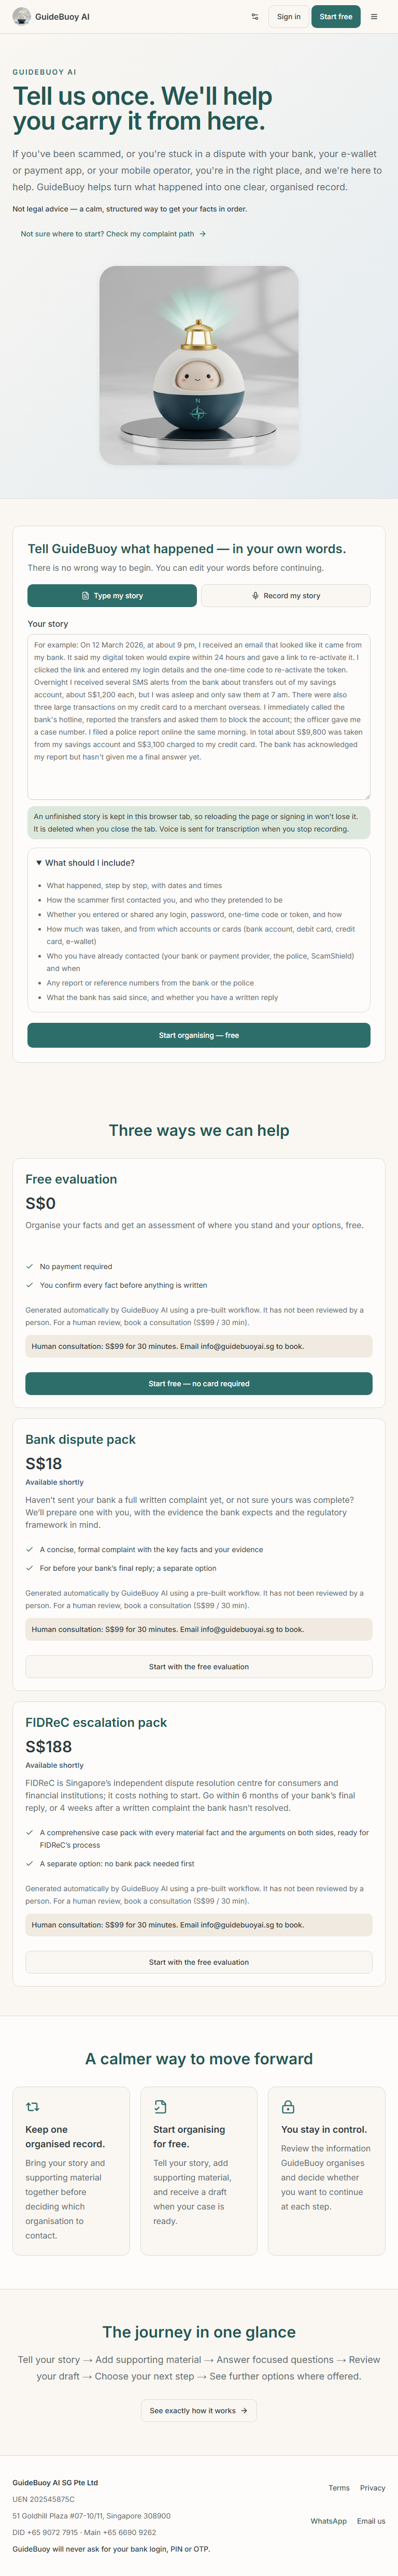 GuideBuoy AI
Sign in
Start free
GUIDEBUOY AI
Tell us once. We'll help
you carry it from here.
If you've been scammed, or you're stuck in a dispute with your bank, your e-wallet
or payment app, or your mobile operator, you're in the right place, and we're here to
help. GuideBuoy helps turn what happened into one clear, organised record.
Not legal advice — a calm, structured way to get your facts in order.
Not sure where to start? Check my complaint path →
N
Tell GuideBuoy what happened — in your own words.
There is no wrong way to begin. You can edit your words before continuing.
Type my story
Record my story
Your story
For example: On 12 March 2026, at about 9 pm, I received an email that looked like it came from
my bank. It said my digital token would expire within 24 hours and gave a link to re-activate it. I
clicked the link and entered my login details and the one-time code to re-activate the token.
Overnight I received several SMS alerts from the bank about transfers out of my savings
account, about S$1,200 each, but I was asleep and only saw them at 7 am. There were also
three large transactions on my credit card to a merchant overseas. I immediately called the
bank's hotline, reported the transfers and asked them to block the account; the officer gave me
a case number. I filed a police report online the same morning. In total about S$9,800 was taken
from my savings account and S$3,100 charged to my credit card. The bank has acknowledged
my report but hasn't given me a final answer yet.
An unfinished story is kept in this browser tab, so reloading the page or signing in won't lose it.
It is deleted when you close the tab. Voice is sent for transcription when you stop recording.
▼ What should I include?
• What happened, step by step, with dates and times
• How the scammer first contacted you, and who they pretended to be
• Whether you entered or shared any login, password, one-time code or token, and how
• How much was taken, and from which accounts or cards (bank account, debit card, credit
card, e-wallet)
• Who you have already contacted (your bank or payment provider, the police, ScamShield)
and when
• Any report or reference numbers from the bank or the police
• What the bank has said since, and whether you have a written reply
Start organising — free
Three ways we can help
Free evaluation
S$0
Organise your facts and get an assessment of where you stand and your options, free.
No payment required
You confirm every fact before anything is written
Generated automatically by GuideBuoy AI using a pre-built workflow. It has not been reviewed by a
person. For a human review, book a consultation (S$99 / 30 min).
Human consultation: S$99 for 30 minutes. Email info@guidebuoyai.sg to book.
Start free — no card required
Bank dispute pack
S$18
Available shortly
Haven't sent your bank a full written complaint yet, or not sure yours was complete?
We'll prepare one with you, with the evidence the bank expects and the regulatory
framework in mind.
A concise, formal complaint with the key facts and your evidence
For before your bank's final reply; a separate option
Generated automatically by GuideBuoy AI using a pre-built workflow. It has not been reviewed by a
person. For a human review, book a consultation (S$99 / 30 min).
Human consultation: S$99 for 30 minutes. Email info@guidebuoyai.sg to book.
Start with the free evaluation
FIDReC escalation pack
S$188
Available shortly
FIDReC is Singapore's independent dispute resolution centre for consumers and
financial institutions; it costs nothing to start. Go within 6 months of your bank's final
reply, or 4 weeks after a written complaint the bank hasn't resolved.
A comprehensive case pack with every material fact and the arguments on both sides, ready for
FIDReC's process
A separate option: no bank pack needed first
Generated automatically by GuideBuoy AI using a pre-built workflow. It has not been reviewed by a
person. For a human review, book a consultation (S$99 / 30 min).
Human consultation: S$99 for 30 minutes. Email info@guidebuoyai.sg to book.
Start with the free evaluation
A calmer way to move forward
Keep one
organised record.
Bring your story and
supporting material
together before
deciding which
organisation to
contact.
Start organising
for free.
Tell your story, add
supporting material,
and receive a draft
when your case is
ready.
You stay in control.
Review the information
GuideBuoy organises
and decide whether
you want to continue
at each step.
The journey in one glance
Tell your story → Add supporting material → Answer focused questions → Review
your draft → Choose your next step → See further options where offered.
See exactly how it works →
GuideBuoy AI SG Pte Ltd
UEN 202545875C
51 Goldhill Plaza #07-10/11, Singapore 308900
DID +65 9072 7915 · Main +65 6690 9262
GuideBuoy will never ask for your bank login, PIN or OTP.
Terms
Privacy
WhatsApp
Email us